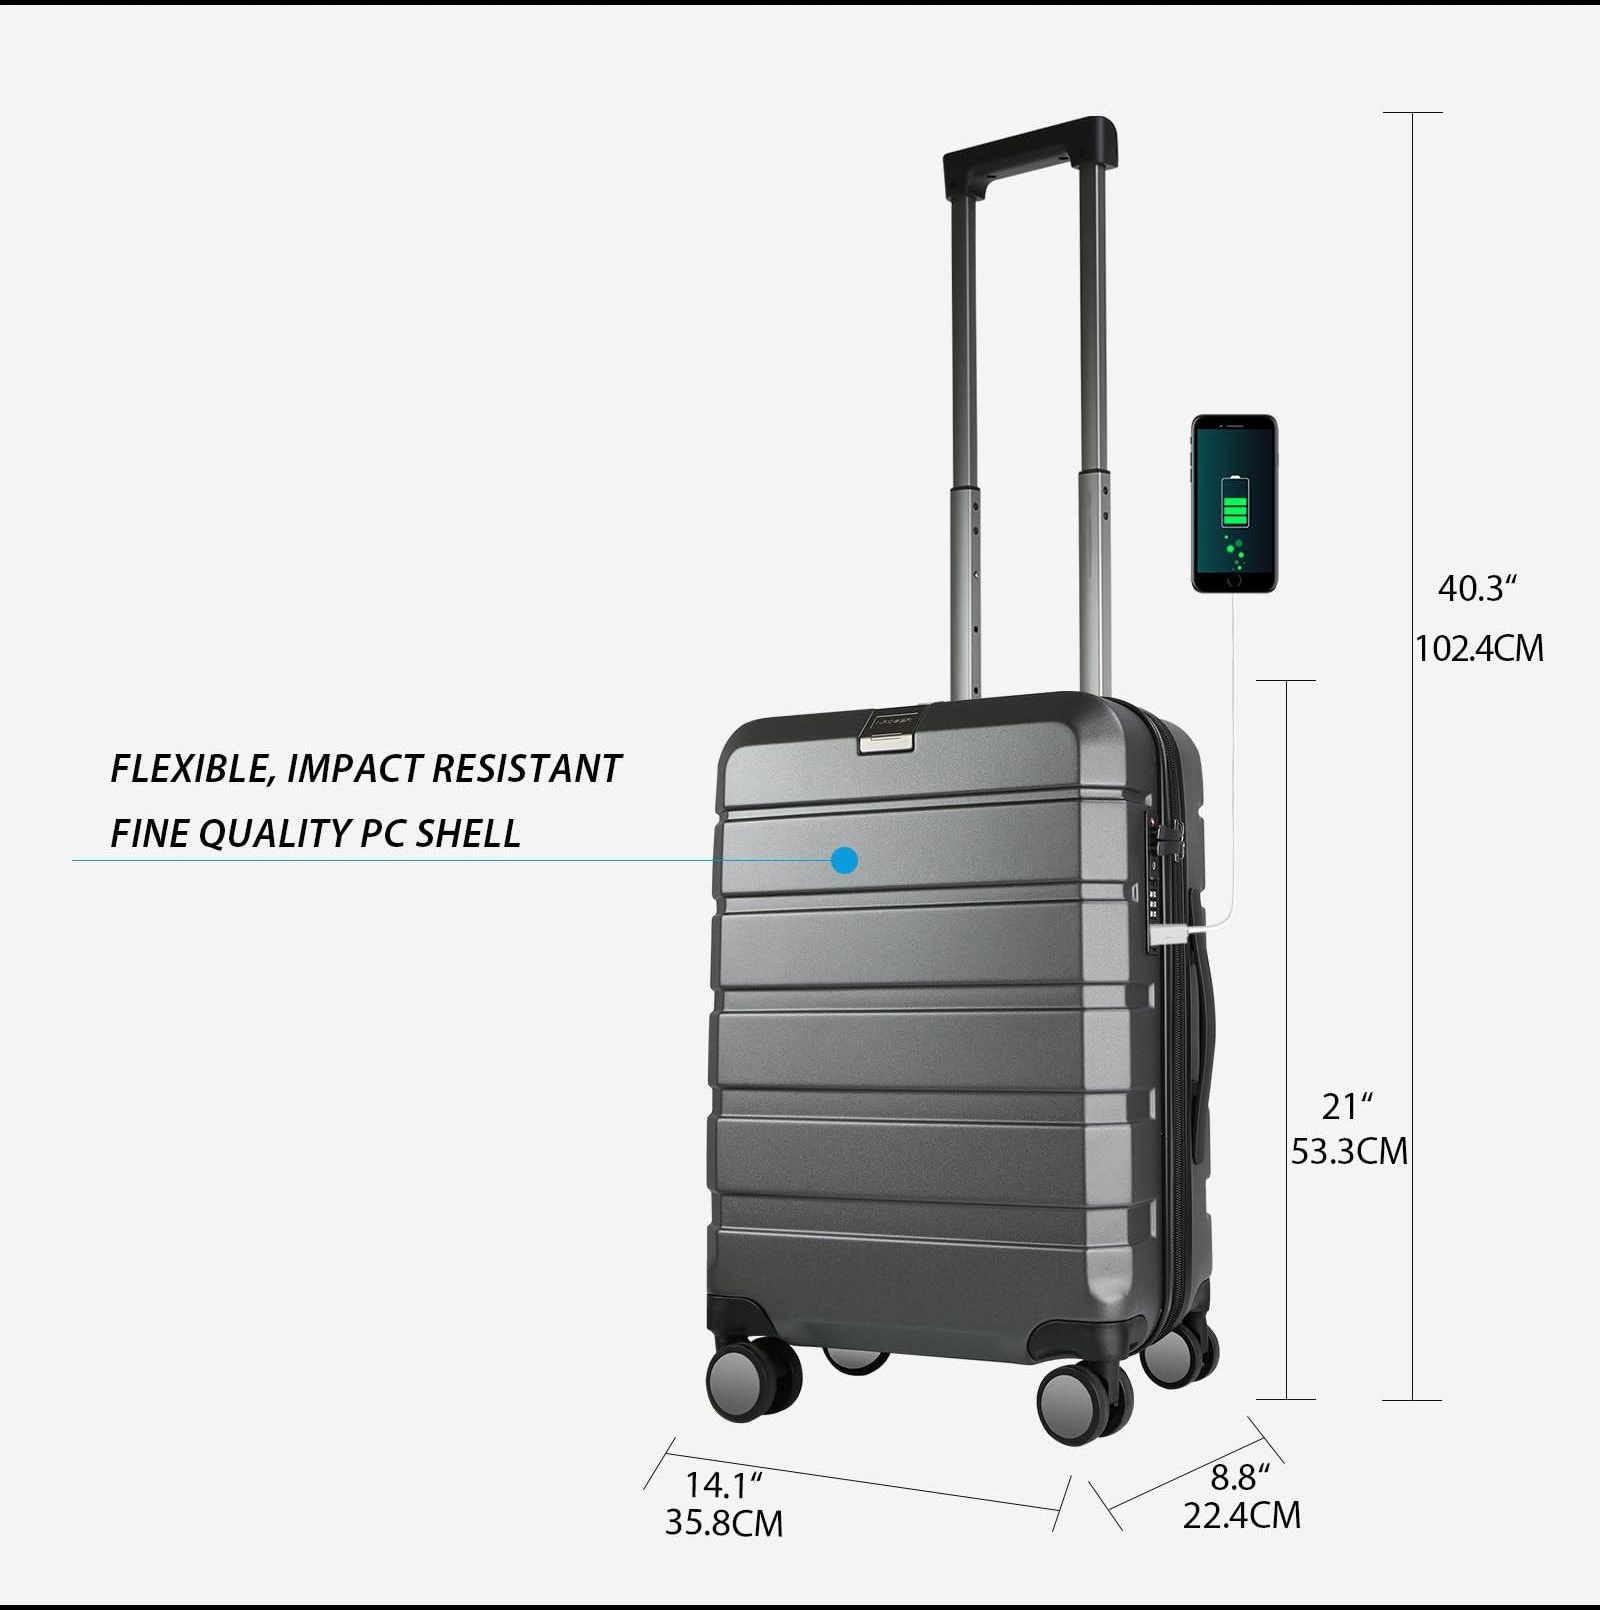 FLEXIBLE, IMPACT RESISTANT
FINE QUALITY PC SHELL
40.3“
102.4CM
21“
53.3CM
14.1“
35.8CM
8.8“
22.4CM